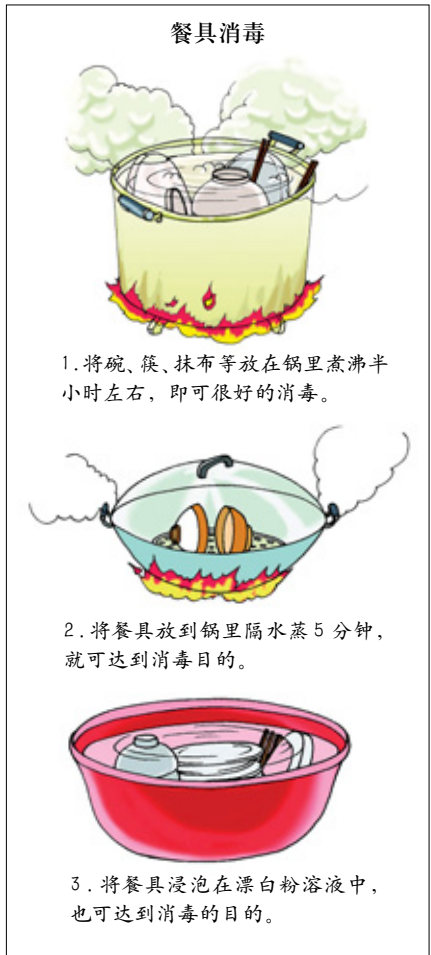 餐具消毒
1.将碗、筷、抹布等放在锅里煮沸半
小时左右，即可很好的消毒。
2.将餐具放到锅里隔水蒸5分钟，
就可达到消毒目的。
3.将餐具浸泡在漂白粉溶液中，
也可达到消毒的目的。